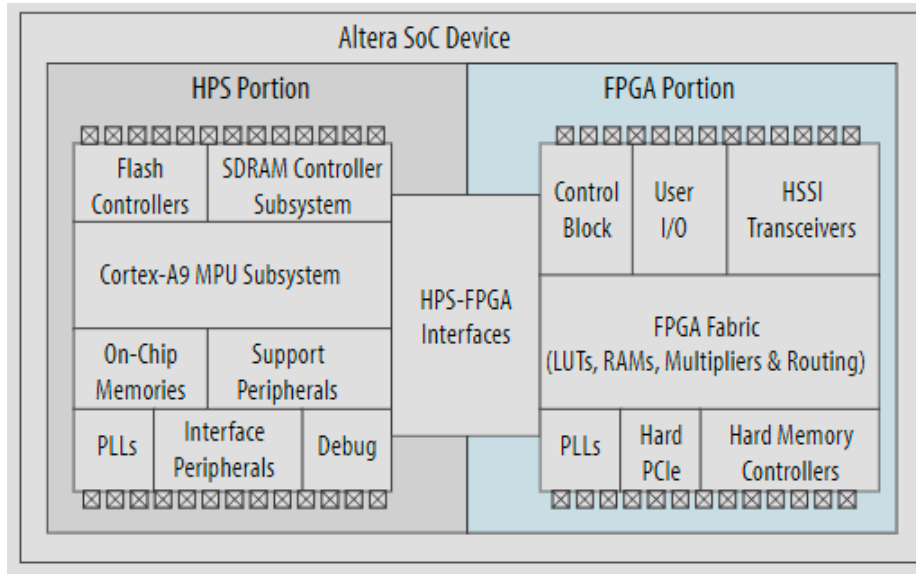 Altera SoC Device
HPS Portion
FPGA Portion
Flash
Controllers
SDRAM Controller
Subsystem
Cortex-A9 MPU Subsystem
On-Chip
Memories
Support
Peripherals
PLLs
Interface
Peripherals
Debug
HPS-FPGA
Interfaces
Control
Block
User
I/O
HSSI
Transceivers
FPGA Fabric
(LUTs, RAMs, Multipliers & Routing)
PLLs
Hard
PCIe
Hard Memory
Controllers